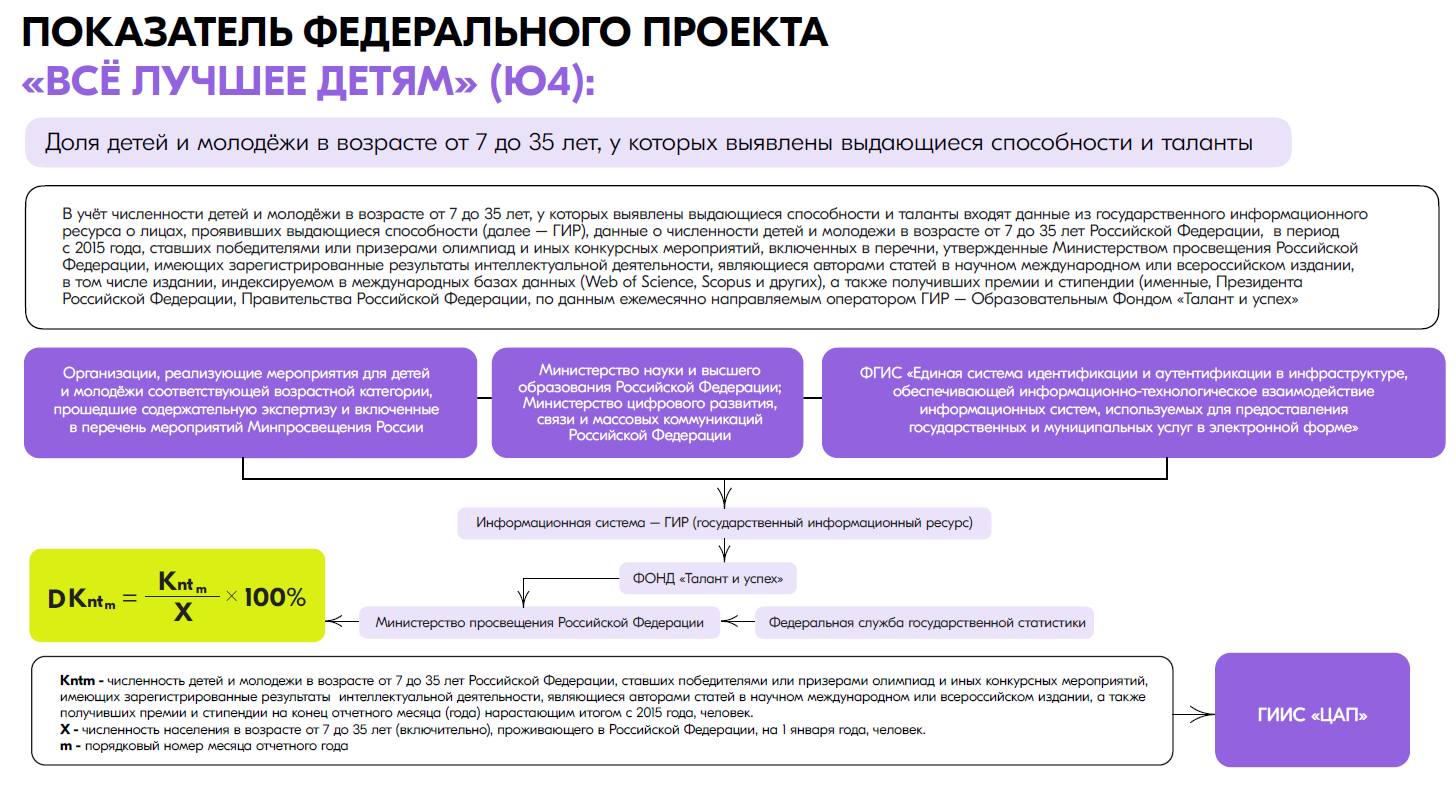 ПОКАЗАТЕЛЬ ФЕДЕРАЛЬНОГО ПРОЕКТА
«ВСЁ ЛУЧШЕЕ ДЕТЯМ» (Ю4):
Доля детей и молодёжи в возрасте от 7 до 35 лет, у которых выявлены выдающиеся способности и таланты
В учёт численности детей и молодёжи в возрасте от 7 до 35 лет, у которых выявлены выдающиеся способности и таланты входят данные из государственного информационного
ресурса о лицах, проявивших выдающиеся способности (далее – ГИР), данные о численности детей и молодежи в возрасте от 7 до 35 лет Российской Федерации, в период
с 2015 года, ставших победителями или призерами олимпиад и иных конкурсных мероприятий, включенных в перечни, утвержденные Министерством просвещения Российской
Федерации, имеющих зарегистрированные результаты интеллектуальной деятельности, являющиеся авторами статей в научном международном или всероссийском издании,
в том числе издании, индексируемом в международных базах данных (Web of Science, Scopus и других), а также получивших премии и стипендии (именные, Президента
Российской Федерации, Правительства Российской Федерации, по данным ежемесячно направляемым оператором ГИР – Образовательным Фондом «Талант и успех»
Организации, реализующие мероприятия для детей
и молодёжи соответствующей возрастной категории,
прошедшие содержательную экспертизу и включенные
в перечень мероприятий Минпросвещения России
Министерство науки и высшего
образования Российской Федерации;
Министерство цифрового развития,
связи и массовых коммуникаций
Российской Федерации
ФГИС «Единая система идентификации и аутентификации в инфраструктуре,
обеспечивающей информационно-технологическое взаимодействие
информационных систем, используемых для предоставления
государственных и муниципальных услуг в электронной форме»
Информационная система – ГИР (государственный информационный ресурс)
ФОНД «Талант и успех»
DKntm = Kntm / X × 100%
Министерство просвещения Российской Федерации
Федеральная служба государственной статистики
Kntm - численность детей и молодежи в возрасте от 7 до 35 лет Российской Федерации, ставших победителями или призерами олимпиад и иных конкурсных мероприятий,
имеющих зарегистрированные результаты интеллектуальной деятельности, являющиеся авторами статей в научном международном или всероссийском издании, а также
получивших премии и стипендии на конец отчетного месяца (года) нарастающим итогом с 2015 года, человек.
X - численность населения в возрасте от 7 до 35 лет (включительно), проживающего в Российской Федерации, на 1 января года, человек.
m - порядковый номер месяца отчетного года
ГИИС «ЦАП»